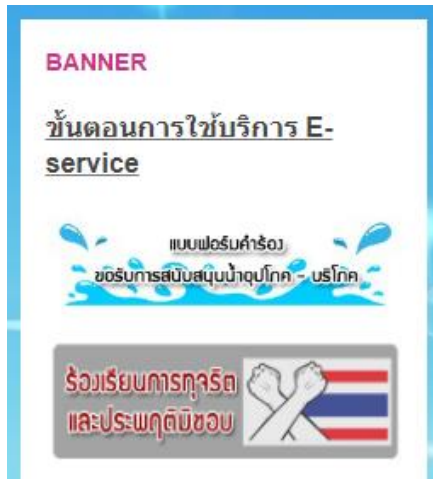 BANNER
ขั้นตอนการใช้บริการ E-
service
แบบฟอร์มคำร้อง
ขอรับการสนับสนุนน้ำอุปโภค - บริโภค
ร้องเรียนการทุจริต
และประพฤติมิชอบ